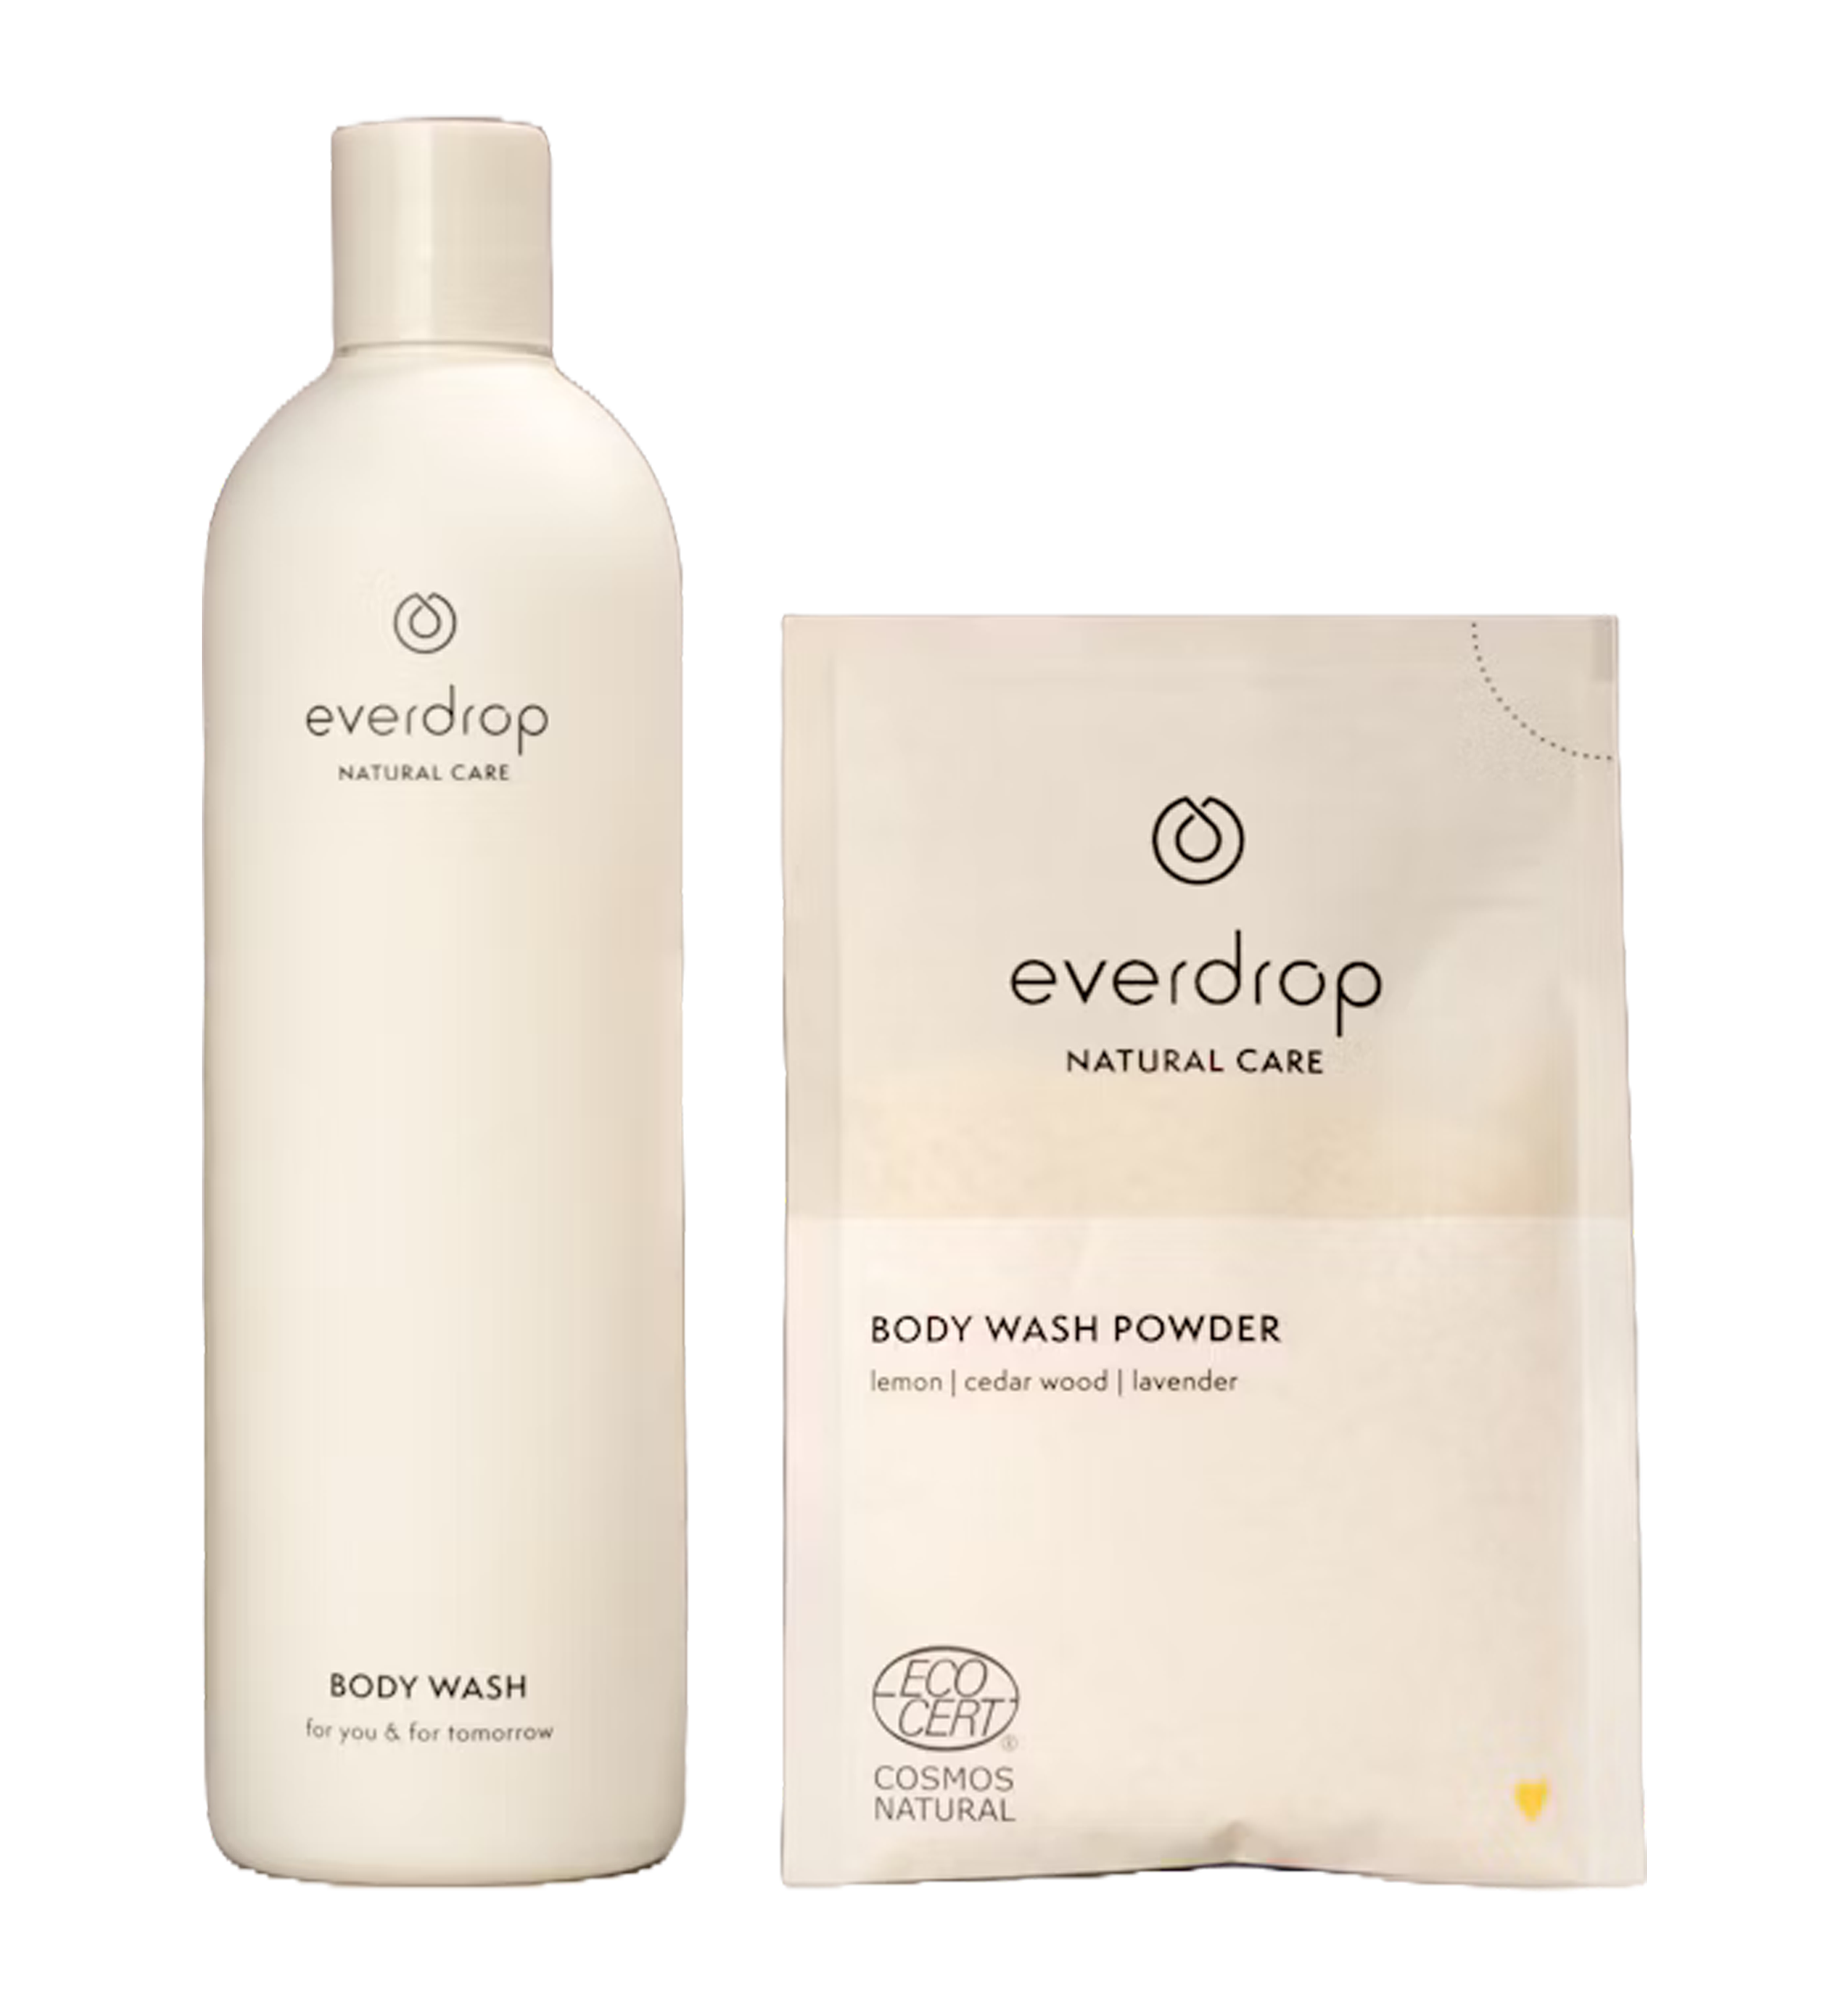 everdrop
NATURAL CARE
BODY WASH
for you & for tomorrow
everdrop
NATURAL CARE
BODY WASH POWDER
lemon | cedar wood | lavender
ECO
CERT
®
COSMOS
NATURAL